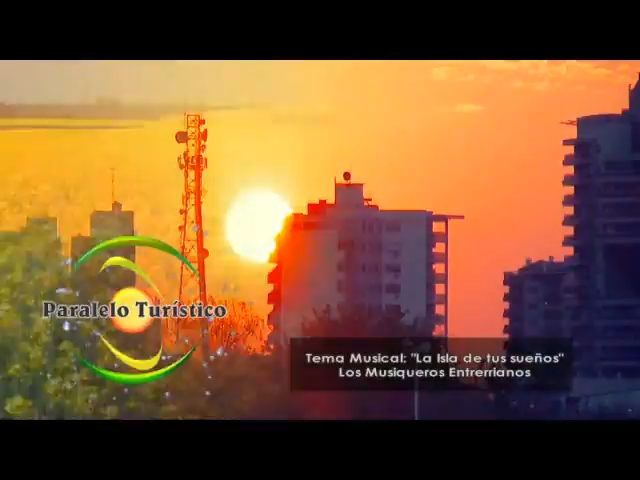 Paralelo Turístico
Tema Musical: "La Isla de tus sueños"
Los Musiqueros Entrerrianos